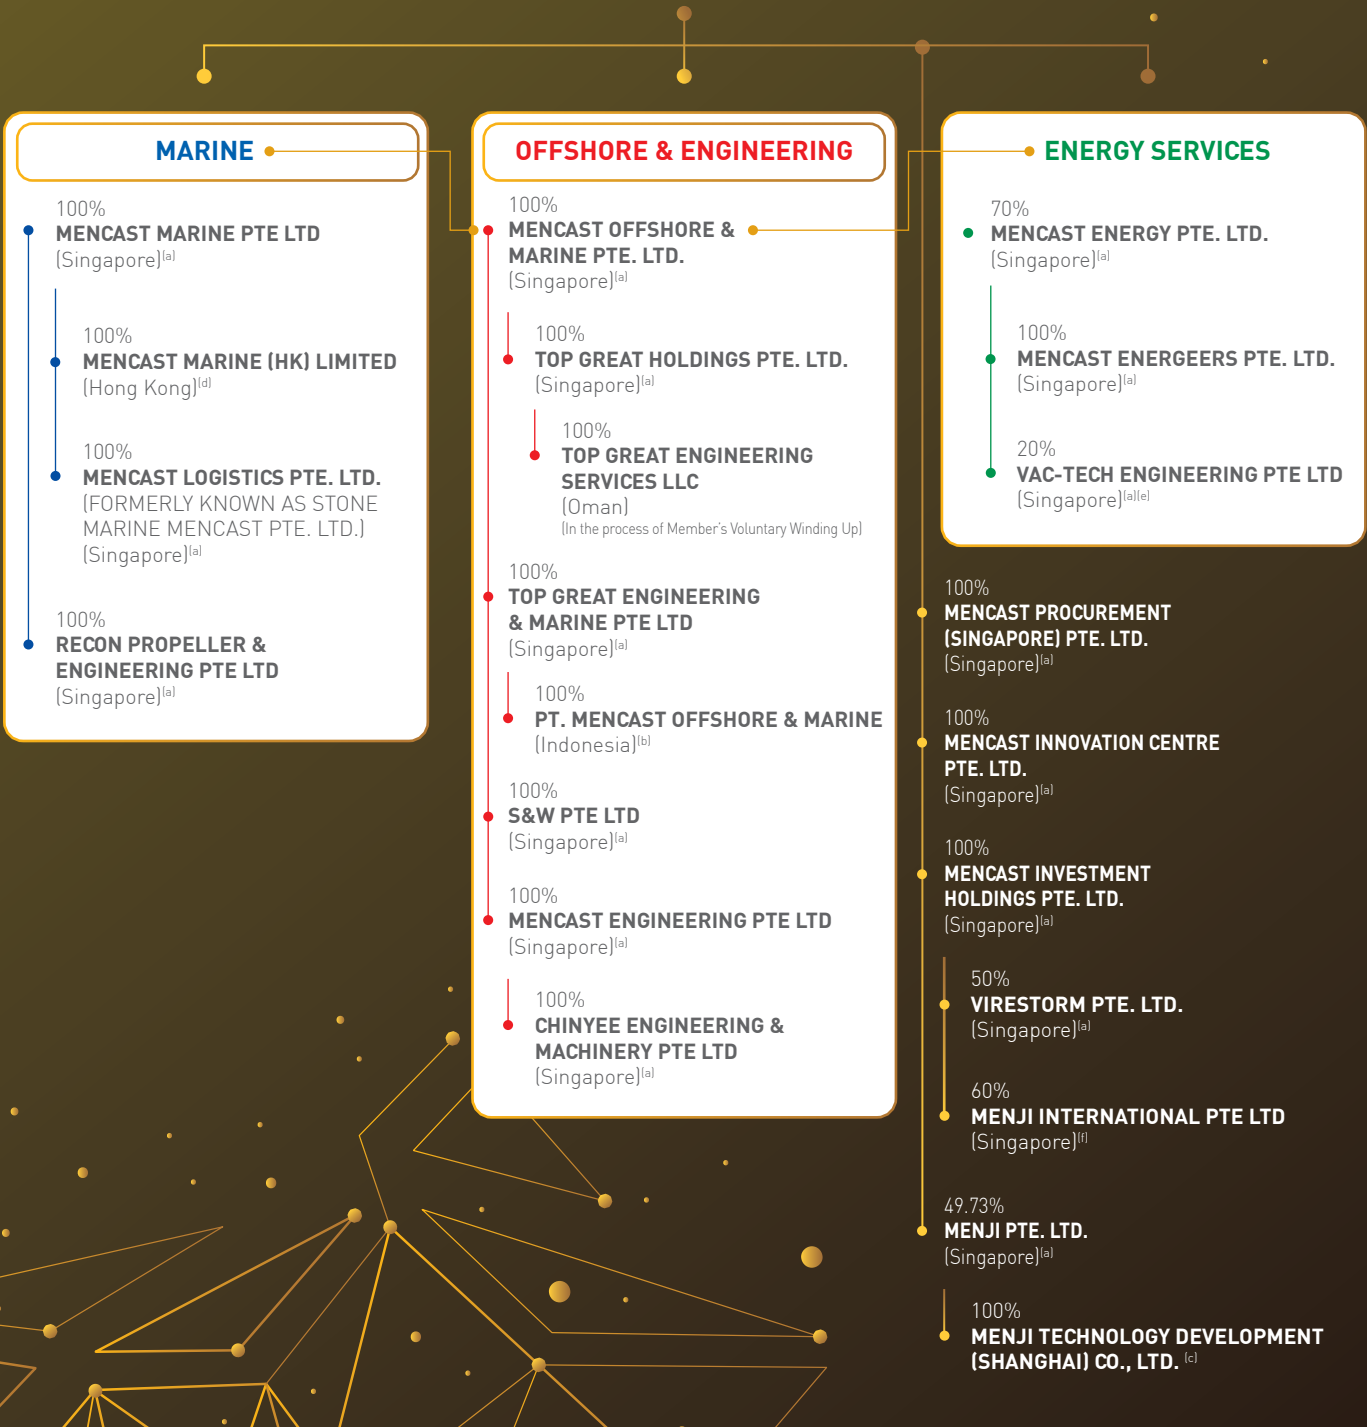 MARINE
100%
MENCAST MARINE PTE LTD
(Singapore)(a)
100%
MENCAST MARINE (HK) LIMITED
(Hong Kong)(d)
100%
MENCAST LOGISTICS PTE. LTD.
(FORMERLY KNOWN AS STONE
MARINE MENCAST PTE. LTD.)
(Singapore)(a)
100%
RECON PROPELLER &
ENGINEERING PTE LTD
(Singapore)(a)
OFFSHORE & ENGINEERING
100%
MENCAST OFFSHORE &
MARINE PTE. LTD.
(Singapore)(a)
100%
TOP GREAT HOLDINGS PTE. LTD.
(Singapore)(a)
100%
TOP GREAT ENGINEERING
SERVICES LLC
(Oman)
(In the process of Member's Voluntary Winding Up)
100%
TOP GREAT ENGINEERING
& MARINE PTE LTD
(Singapore)(a)
100%
PT. MENCAST OFFSHORE & MARINE
(Indonesia)(b)
100%
S&W PTE LTD
(Singapore)(a)
100%
MENCAST ENGINEERING PTE LTD
(Singapore)(a)
100%
CHINYEE ENGINEERING &
MACHINERY PTE LTD
(Singapore)(a)
ENERGY SERVICES
70%
MENCAST ENERGY PTE. LTD.
(Singapore)(a)
100%
MENCAST ENERGEERS PTE. LTD.
(Singapore)(a)
20%
VAC-TECH ENGINEERING PTE LTD
(Singapore)(a)(e)
100%
MENCAST PROCUREMENT
(SINGAPORE) PTE. LTD.
(Singapore)(a)
100%
MENCAST INNOVATION CENTRE
PTE. LTD.
(Singapore)(a)
100%
MENCAST INVESTMENT
HOLDINGS PTE. LTD.
(Singapore)(a)
50%
VIRESTORM PTE. LTD.
(Singapore)(a)
60%
MENJI INTERNATIONAL PTE LTD
(Singapore)(f)
49.73%
MENJI PTE. LTD.
(Singapore)(a)
100%
MENJI TECHNOLOGY DEVELOPMENT
(SHANGHAI) CO., LTD. (c)